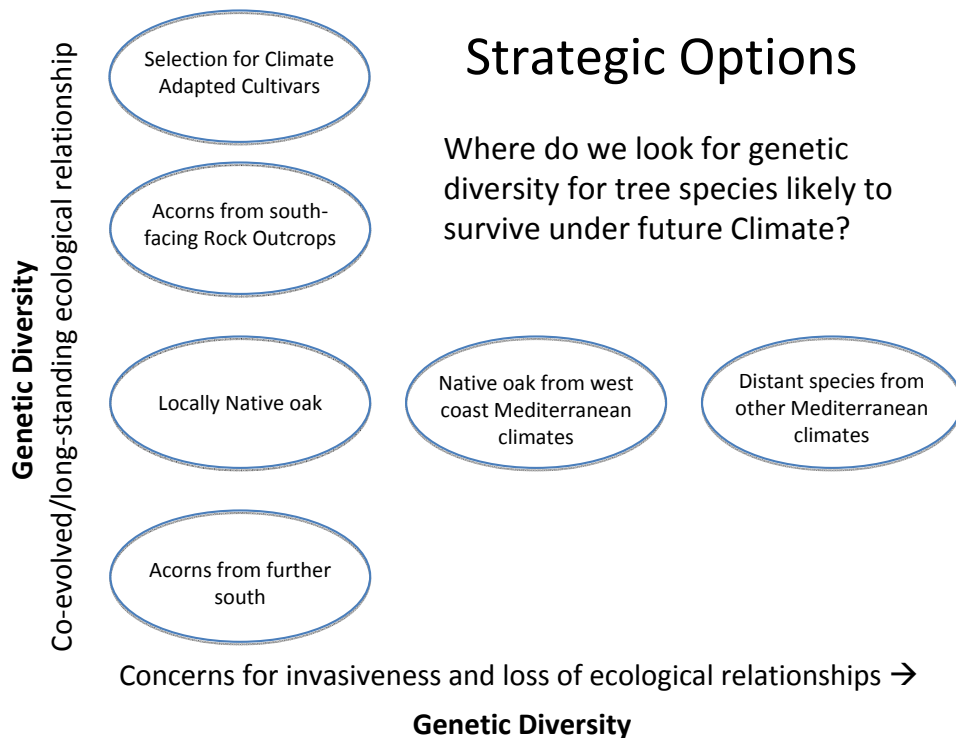 Strategic Options
Where do we look for genetic
diversity for tree species likely to
survive under future Climate?
Genetic Diversity
Co-evolved/long-standing ecological relationship
Selection for Climate
Adapted Cultivars
Acorns from south-
facing Rock Outcrops
Locally Native oak
Native oak from west
coast Mediterranean
climates
Distant species from
other Mediterranean
climates
Acorns from further
south
Concerns for invasiveness and loss of ecological relationships →
Genetic Diversity